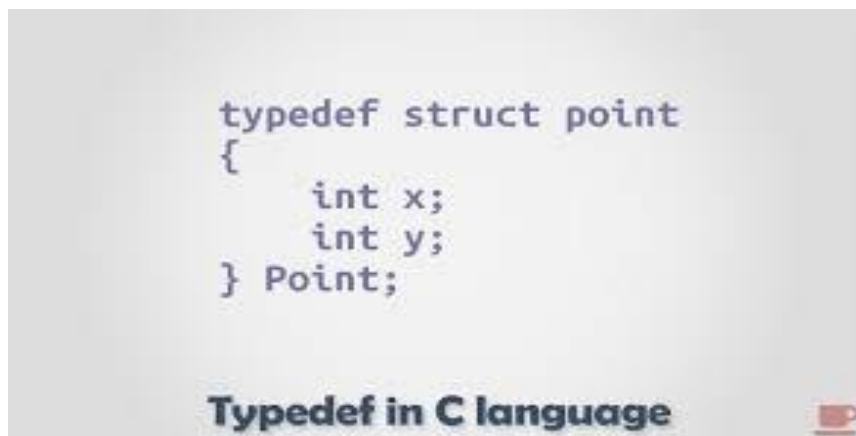 typedef struct point
{
    int x;
    int y;
} Point;
Typedef in C language